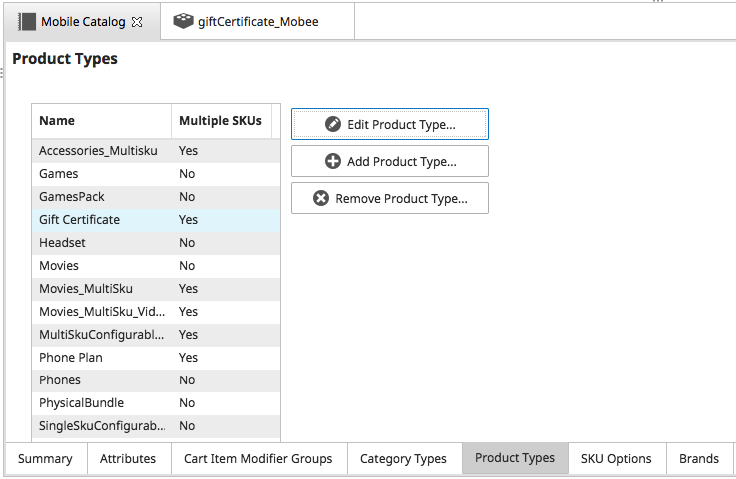 Mobile Catalog giftCertificate_Mobee
Product Types
Name Multiple SKUs
Accessories_Multisku Yes
Games No
GamesPack No
Gift Certificate Yes
Headset No
Movies No
Movies_MultiSku Yes
Movies_MultiSku_Vid... Yes
MultiSkuConfigurabl... Yes
Phone Plan Yes
Phones No
PhysicalBundle No
SingleSkuConfigurab... No
Edit Product Type...
Add Product Type...
Remove Product Type...
Summary Attributes Cart Item Modifier Groups Category Types Product Types SKU Options Brands